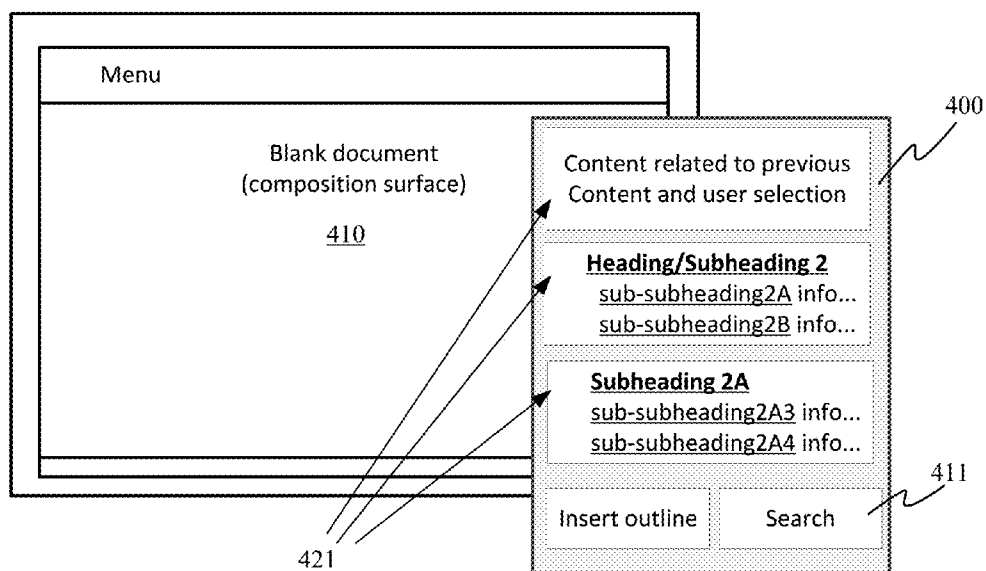 Menu
Blank document
(composition surface)
410
400
Content related to previous
Content and user selection
Heading/Subheading 2
sub-subheading2A info...
sub-subheading2B info...
Subheading 2A
sub-subheading2A3 info...
sub-subheading2A4 info...
411
Insert outline
Search
421